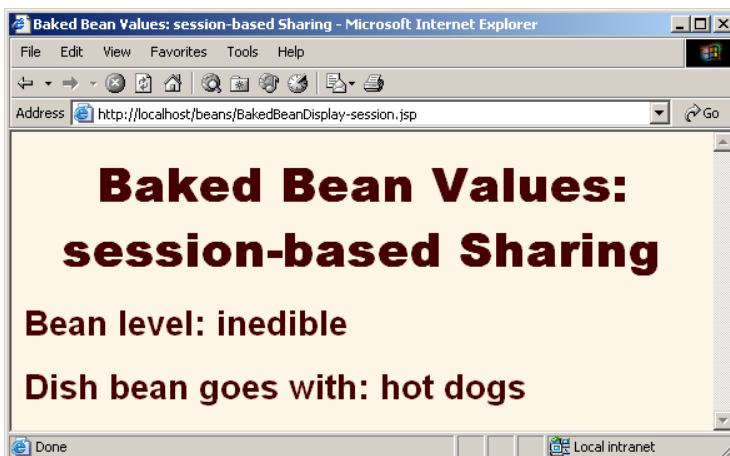 Baked Bean Values: session-based Sharing - Microsoft Internet Explorer
File Edit View Favorites Tools Help
Address http://localhost/beans/BakedBeanDisplay-session.jsp Go
Baked Bean Values:
session-based Sharing
Bean level: inedible
Dish bean goes with: hot dogs
Done Local intranet